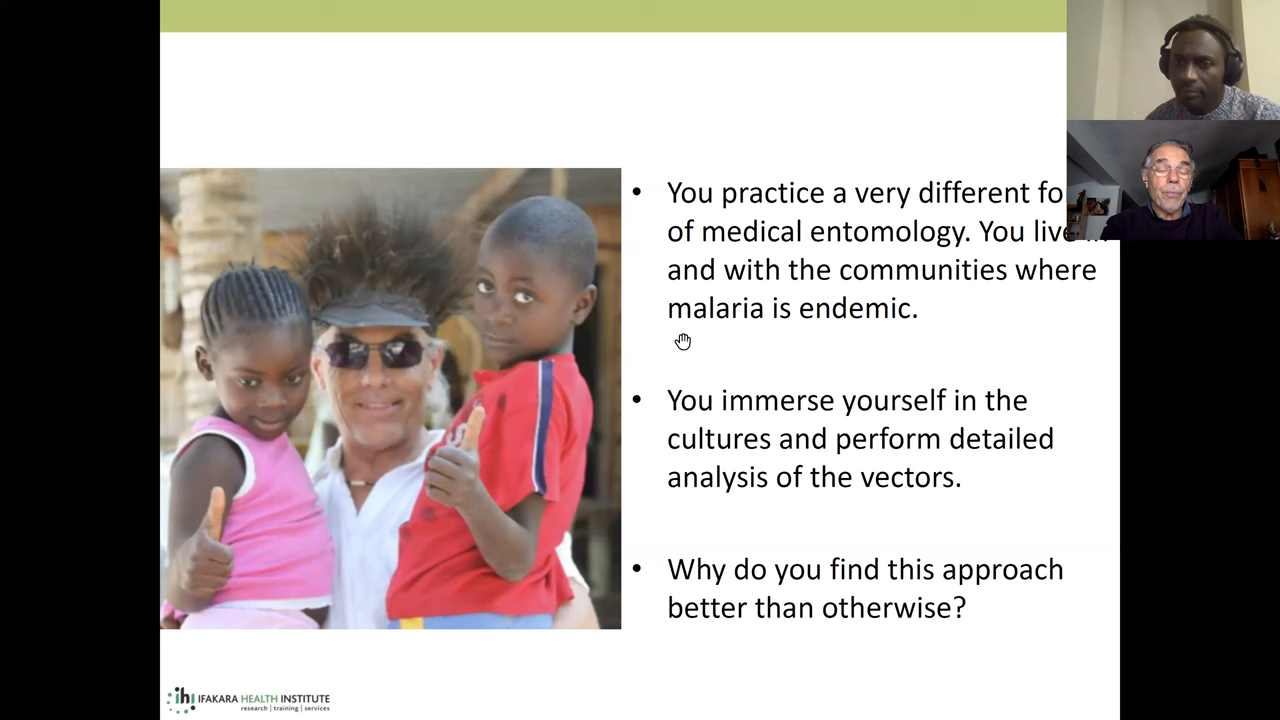 • You practice a very different fo
of medical entomology. You live
and with the communities where
malaria is endemic.
• You immerse yourself in the
cultures and perform detailed
analysis of the vectors.
• Why do you find this approach
better than otherwise?
ihi IFAKARA HEALTH INSTITUTE
research | training | services